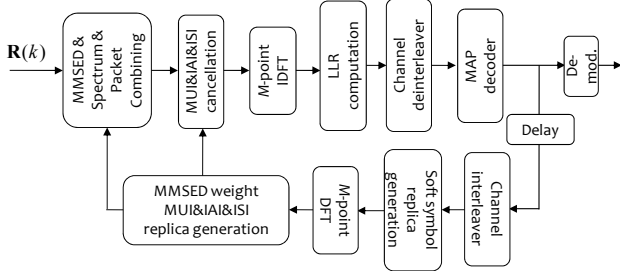 R(k)
MMSED &
Spectrum &
Packet
Combining
MUI&IAI&ISI
cancellation
M-point
IDFT
LLR
computation
Channel
deinterleaver
MAP
decoder
De-
mod.
Delay
Channel
interleaver
Soft symbol
replica
generation
M-point
DFT
MMSED weight
MUI&IAI&ISI
replica generation